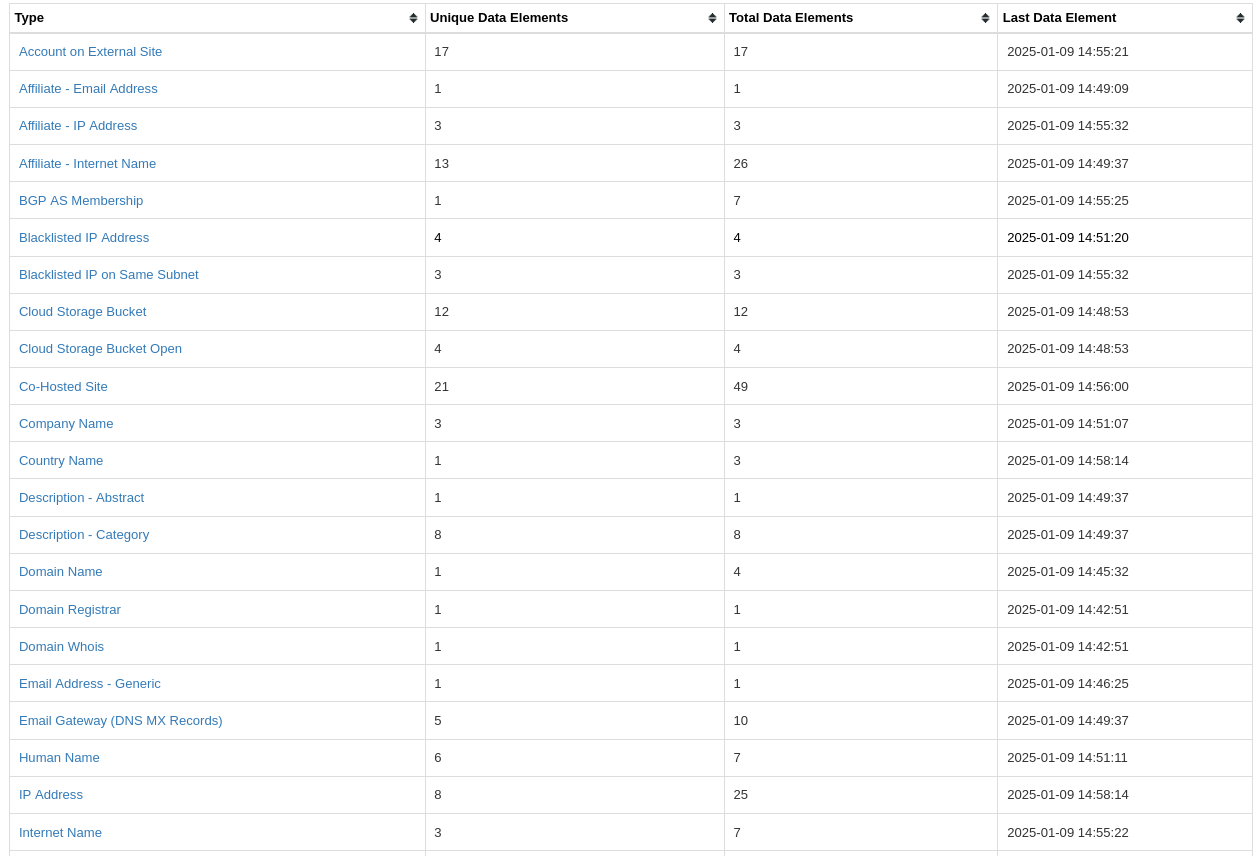 Type Unique Data Elements Total Data Elements Last Data Element
Account on External Site 17 17 2025-01-09 14:55:21
Affiliate - Email Address 1 1 2025-01-09 14:49:09
Affiliate - IP Address 3 3 2025-01-09 14:55:32
Affiliate - Internet Name 13 26 2025-01-09 14:49:37
BGP AS Membership 1 7 2025-01-09 14:55:25
Blacklisted IP Address 4 4 2025-01-09 14:51:20
Blacklisted IP on Same Subnet 3 3 2025-01-09 14:55:32
Cloud Storage Bucket 12 12 2025-01-09 14:48:53
Cloud Storage Bucket Open 4 4 2025-01-09 14:48:53
Co-Hosted Site 21 49 2025-01-09 14:56:00
Company Name 3 3 2025-01-09 14:51:07
Country Name 1 3 2025-01-09 14:58:14
Description - Abstract 1 1 2025-01-09 14:49:37
Description - Category 8 8 2025-01-09 14:49:37
Domain Name 1 4 2025-01-09 14:45:32
Domain Registrar 1 1 2025-01-09 14:42:51
Domain Whois 1 1 2025-01-09 14:42:51
Email Address - Generic 1 1 2025-01-09 14:46:25
Email Gateway (DNS MX Records) 5 10 2025-01-09 14:49:37
Human Name 6 7 2025-01-09 14:51:11
IP Address 8 25 2025-01-09 14:58:14
Internet Name 3 7 2025-01-09 14:55:22